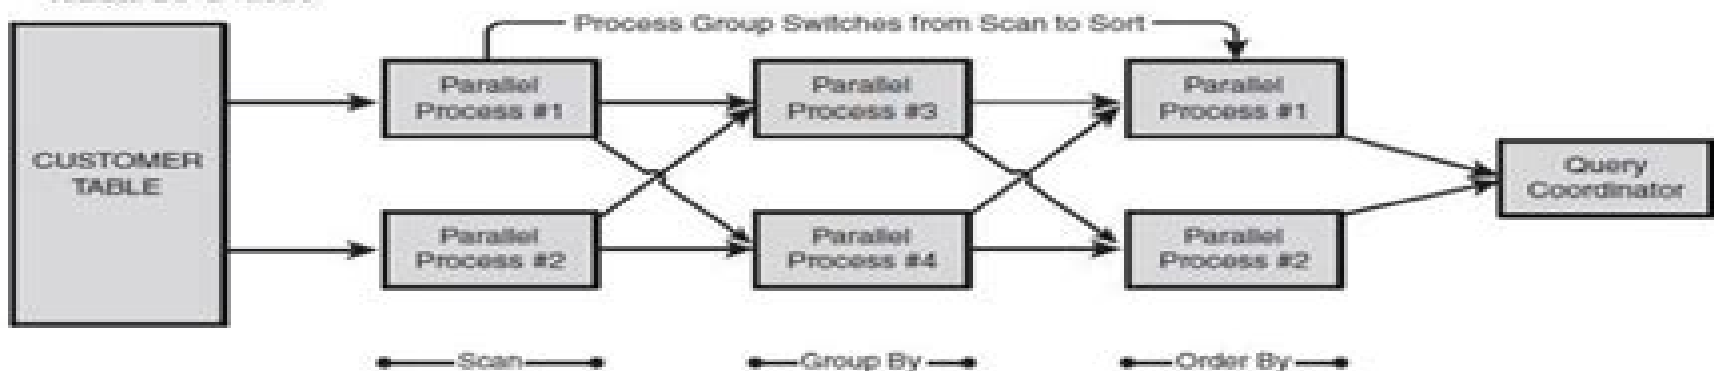 Process Group Switches from Scan to Sort
CUSTOMER
TABLE
Parallel
Process #1
Parallel
Process #2
Parallel
Process #3
Parallel
Process #4
Parallel
Process #1
Parallel
Process #2
Query
Coordinator
Scan
Group By
Order By